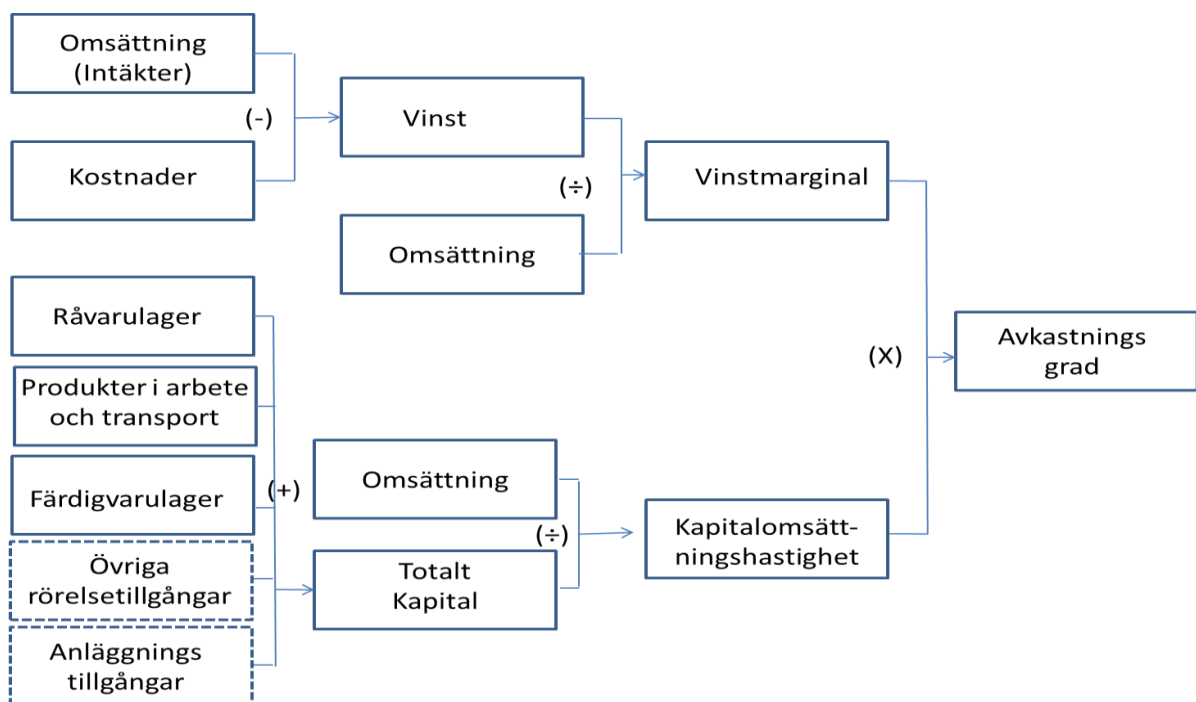 Omsättning
(Intäkter)
(-)
Kostnader
Vinst
(÷)
Omsättning
Vinstmarginal
Råvarulager
Produkter i arbete
och transport
Färdigvarulager
(+)
Övriga
rörelsetillgångar
Anläggnings
tillgångar
Omsättning
(÷)
Totalt
Kapital
Kapitalomsätt-
ningshastighet
(X)
Avkastnings
grad